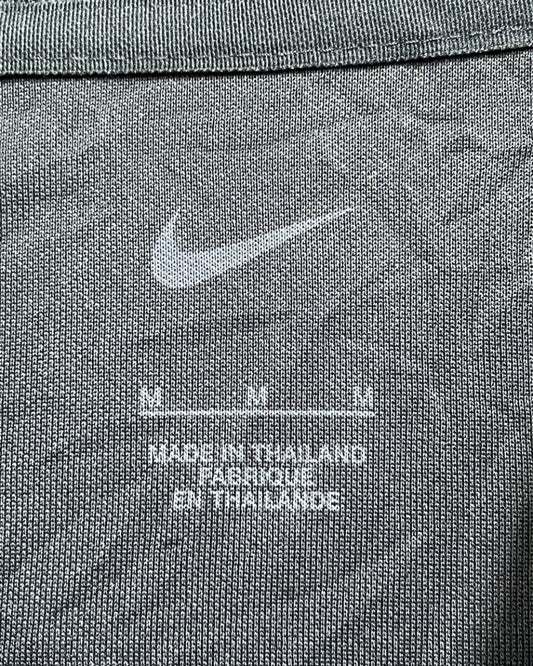 M M M
MADE IN THAILAND
FABRIQUE
EN THAILANDE